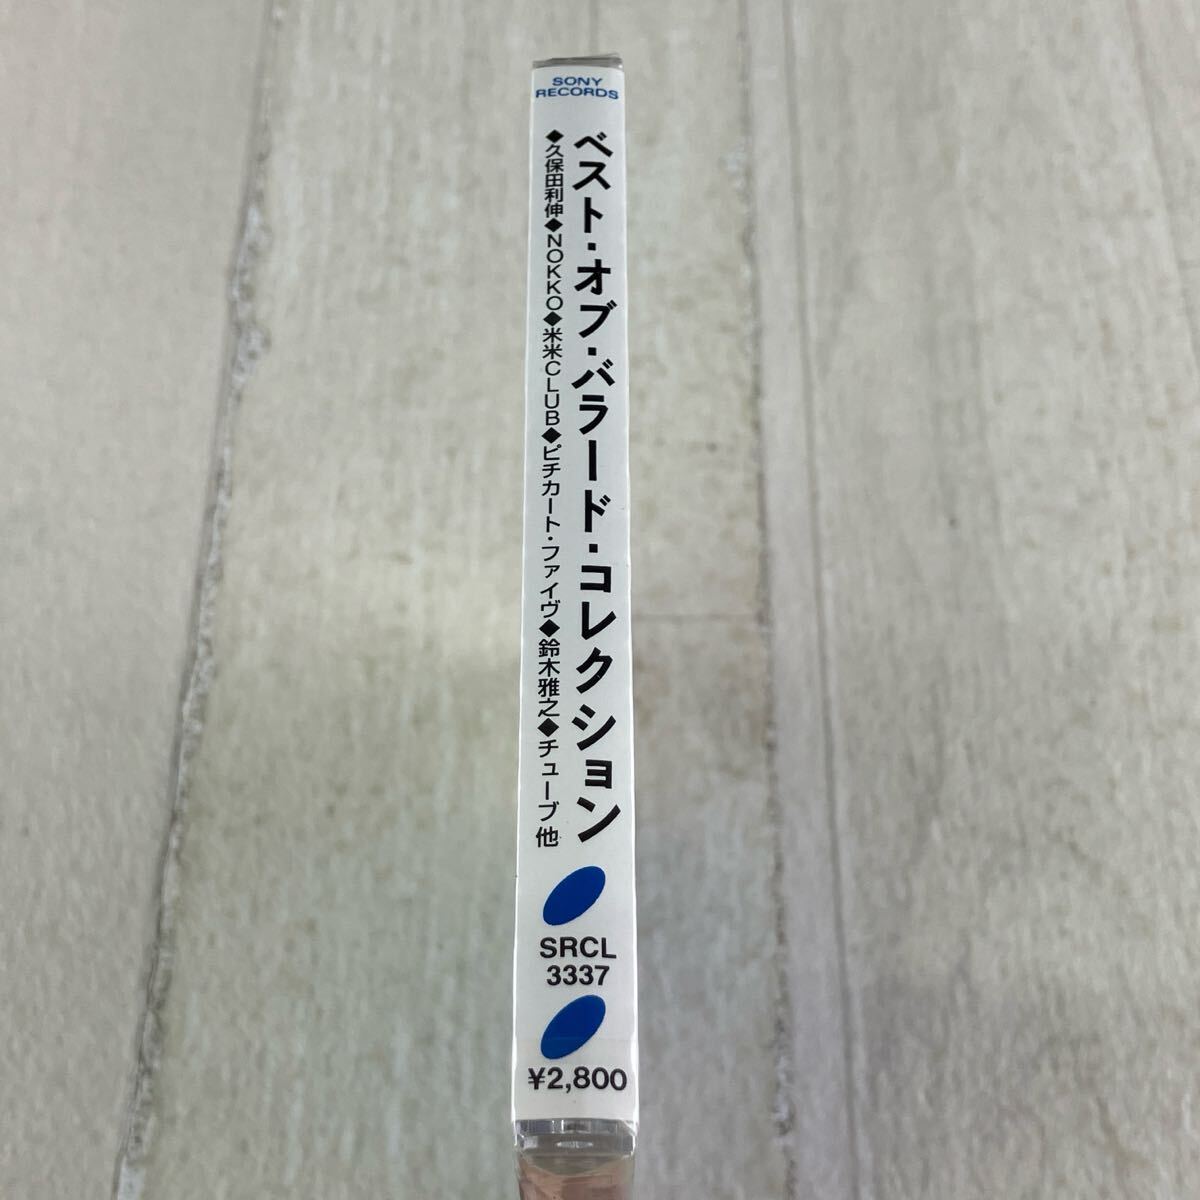 SONY
RECORDS
ベスト・オブ・バラード・コレクション
◆久保田利伸◆NOKKO◆米米CLUB◆ピチカート・ファイヴ◆鈴木雅之◆チューブ他
SRCL
3337
¥2,800